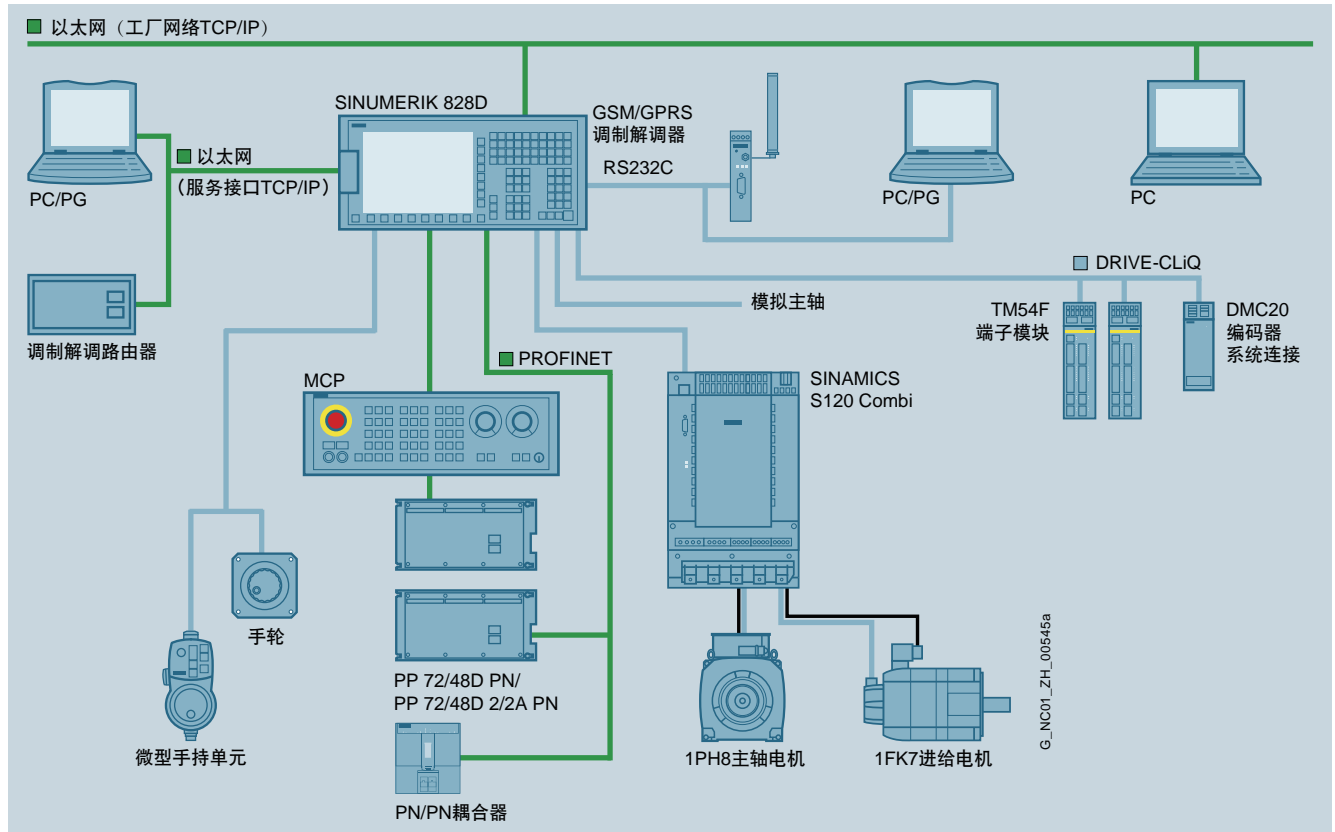 以太网（工厂网络TCP/IP）
SINUMERIK 828D
GSM/GPRS
调制解调器
RS232C
以太网
（服务接口TCP/IP）
PC/PG
PC/PG
PC
DRIVE-CLiQ
模拟主轴
TM54F
端子模块
DMC20
编码器
系统连接
调制解调路由器
PROFINET
MCP
SINAMICS
S120 Combi
手轮
PP 72/48D PN/
PP 72/48D 2/2A PN
微型手持单元
1PH8主轴电机
1FK7进给电机
PN/PN耦合器
G_NC01_ZH_00545a